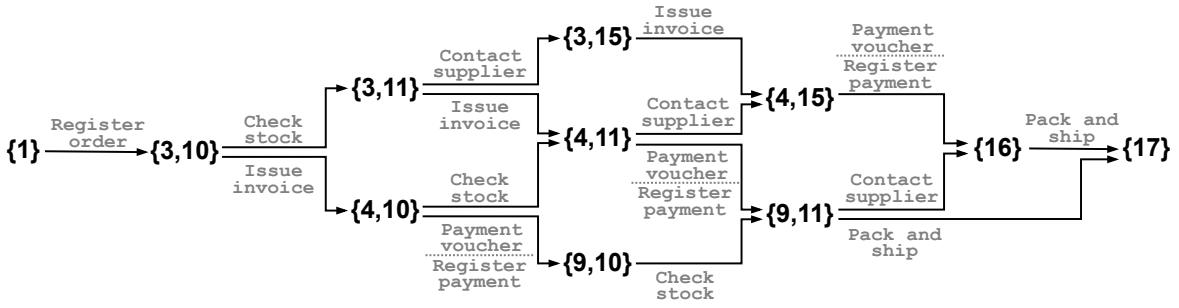 {1}
Register
order
{3,10}
Check
stock
Issue
invoice
{3,11}
{4,10}
Contact
supplier
Issue
invoice
Check
stock
Payment
voucher
Register
payment
{3,15}
{4,11}
{9,10}
Issue
invoice
Contact
supplier
Payment
voucher
Register
payment
Check
stock
{4,15}
{9,11}
Payment
voucher
Register
payment
Contact
supplier
Pack and
ship
{16}
Pack and
ship
{17}